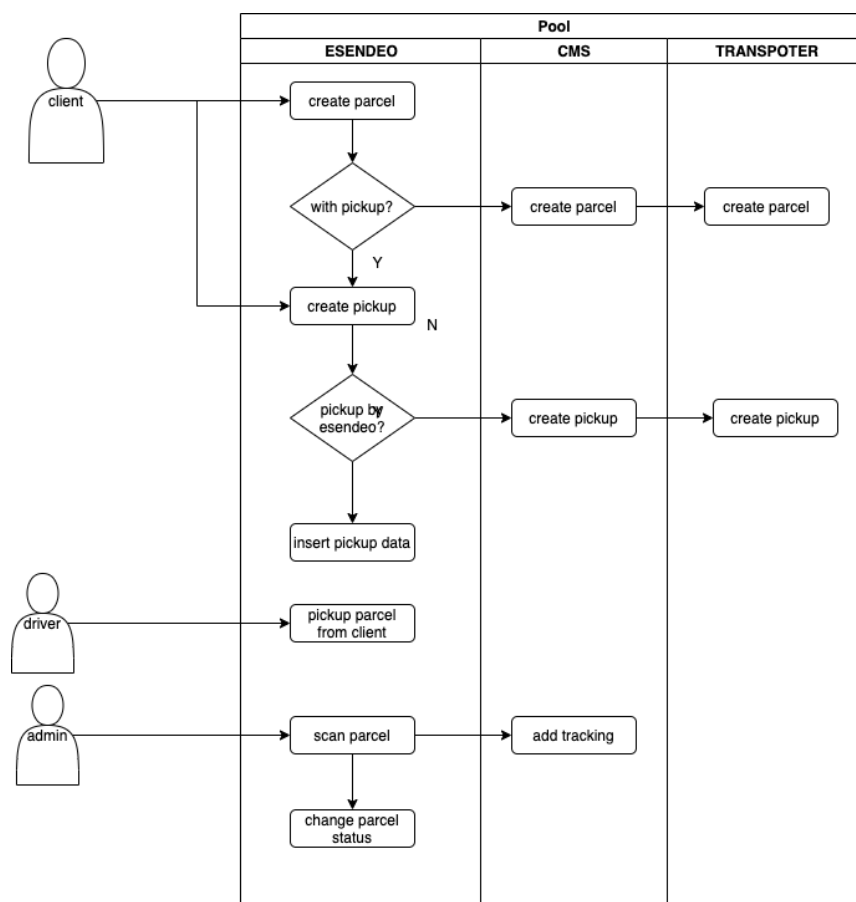 Pool
ESENDEO
CMS
TRANSPOTER
client
create parcel
with pickup?
create parcel
create parcel
Y
create pickup
N
pickup by
Y
esendeo?
create pickup
create pickup
insert pickup data
driver
pickup parcel
from client
admin
scan parcel
add tracking
change parcel
status